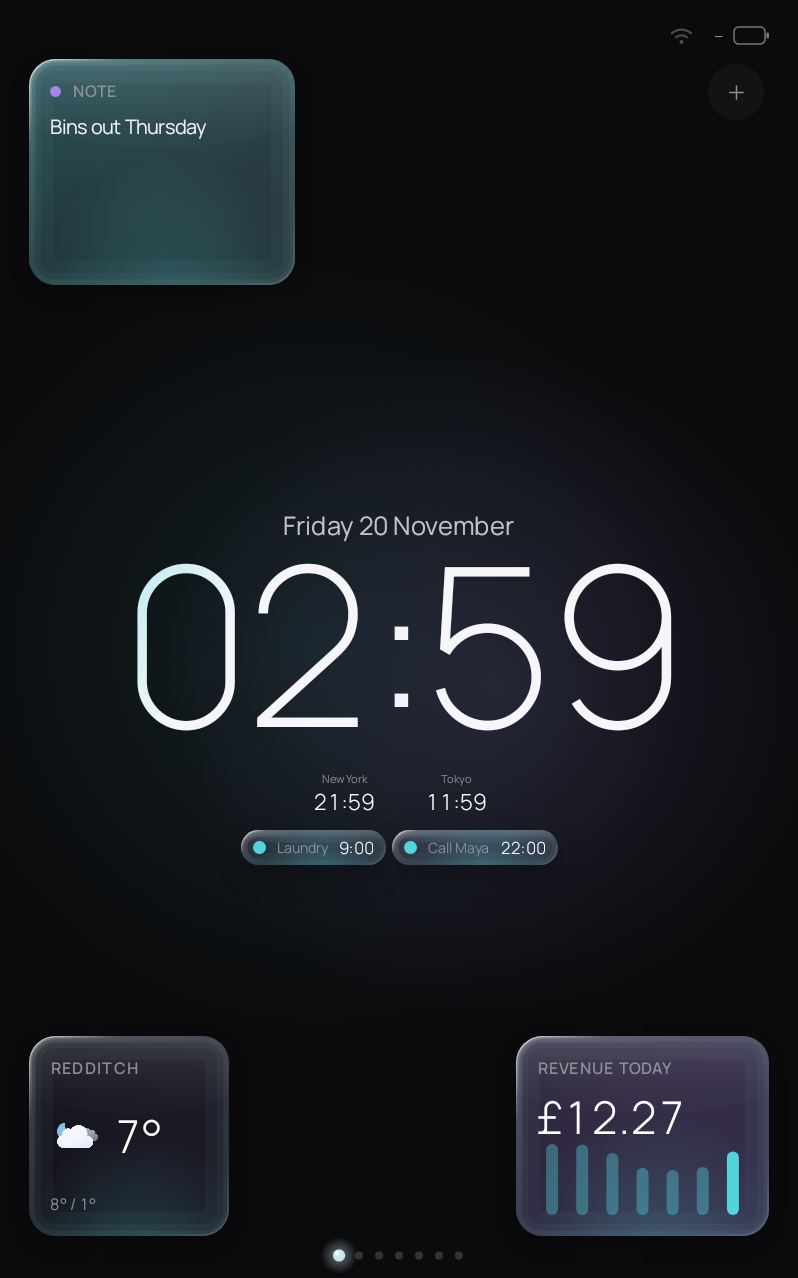 –
NOTE
Bins out Thursday
+
Friday 20 November
02:59
New York
21:59
Tokyo
11:59
Laundry 9:00
Call Maya 22:00
REDDITCH
7°
8° / 1°
REVENUE TODAY
£12.27